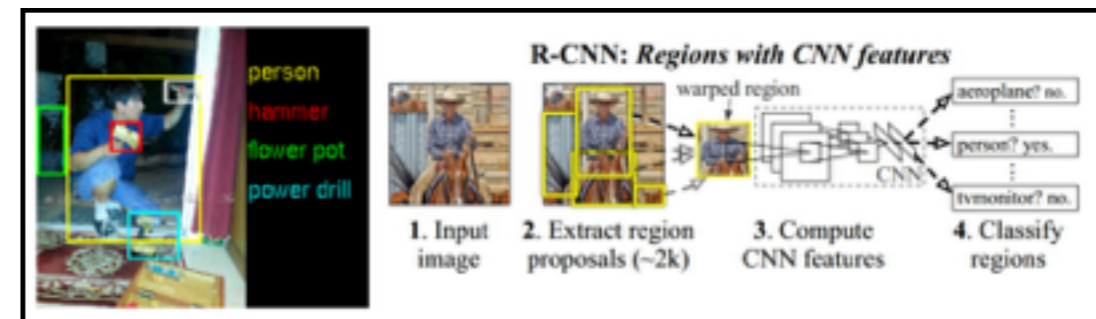 person
hammer
flower pot
power drill
R-CNN: Regions with CNN features
warped region
aeroplane? no.
person? yes.
tvmonitor? no.
CNN
1. Input
image
2. Extract region
proposals (~2k)
3. Compute
CNN features
4. Classify
regions